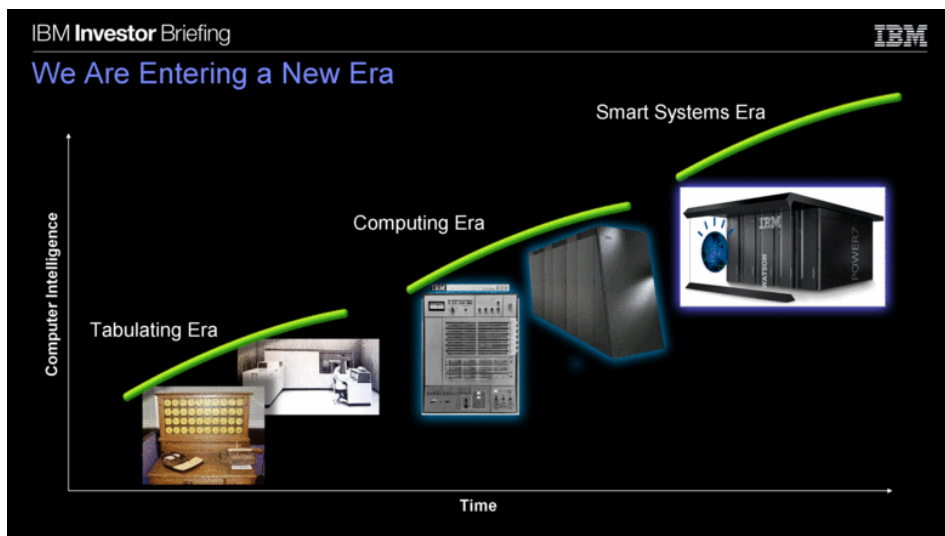 IBM Investor Briefing
IBM
We Are Entering a New Era
Smart Systems Era
Computing Era
Tabulating Era
Computer Intelligence
IBM
IBM
WATSON
POWER7
Time